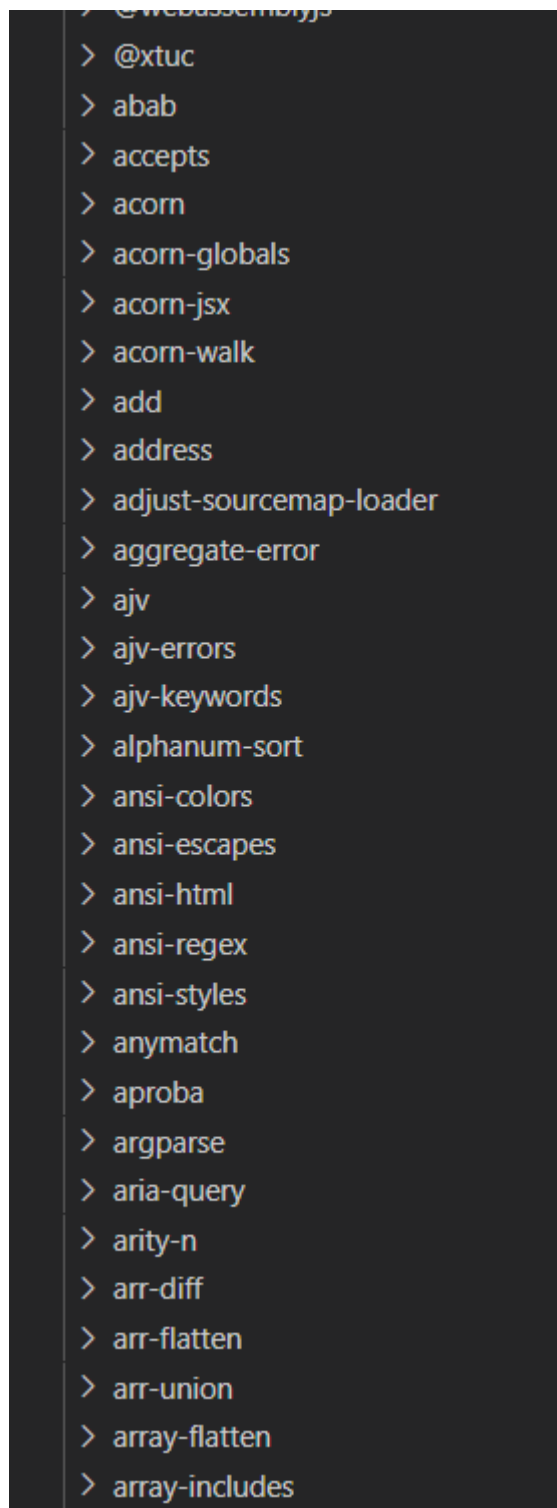 @webassemblyjs
> @xtuc
> abab
> accepts
> acorn
> acorn-globals
> acorn-jsx
> acorn-walk
> add
> address
> adjust-sourcemap-loader
> aggregate-error
> ajv
> ajv-errors
> ajv-keywords
> alphanum-sort
> ansi-colors
> ansi-escapes
> ansi-html
> ansi-regex
> ansi-styles
> anymatch
> aproba
> argparse
> aria-query
> arity-n
> arr-diff
> arr-flatten
> arr-union
> array-flatten
> array-includes